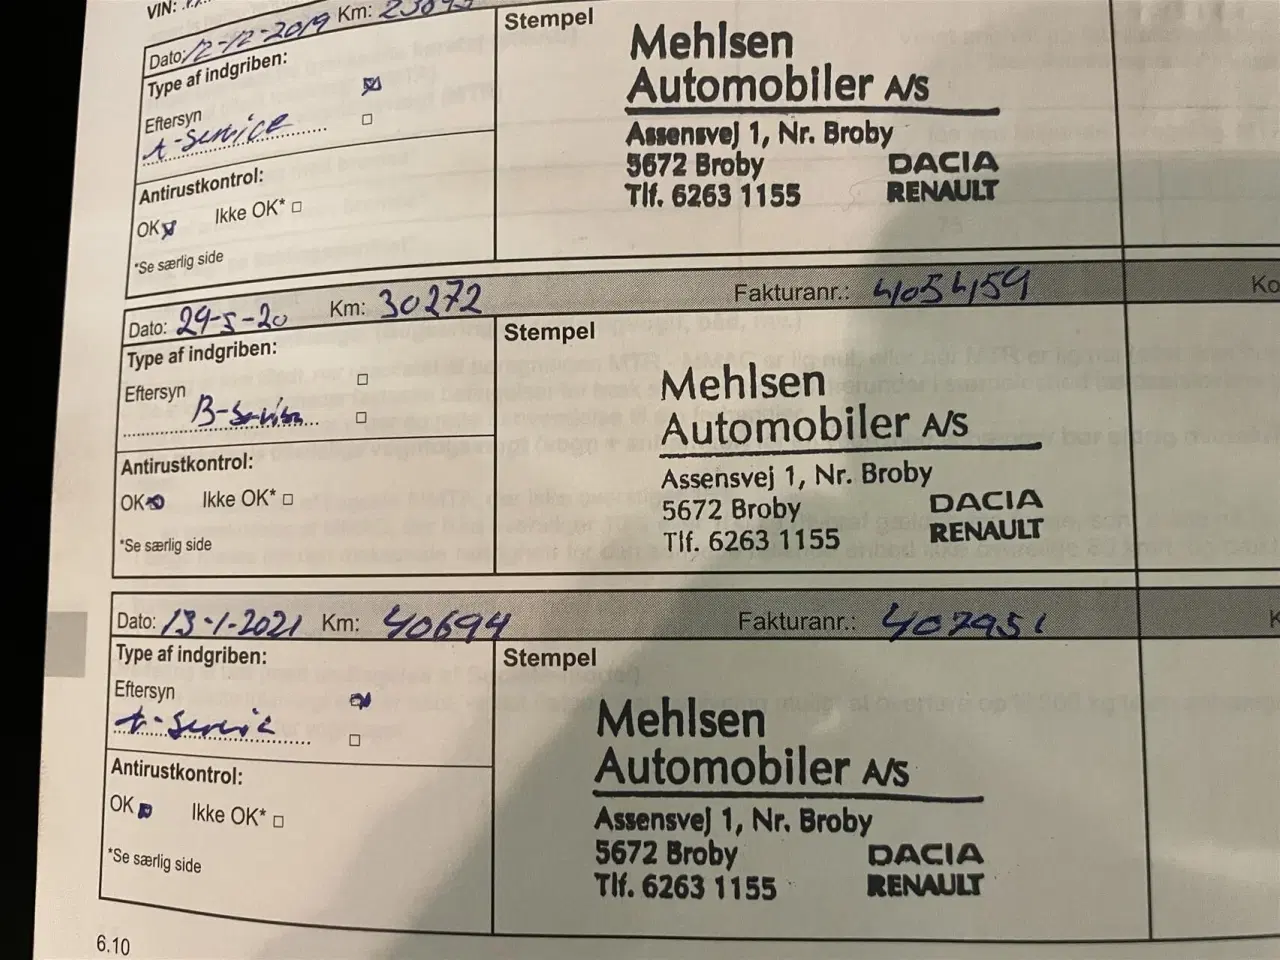 VIN:
Dato: 12-12-2019 Km:
Stempel
Type af indgriben:
Eftersyn
A-Service
Antirustkontrol:
OK Ikke OK*
*Se særlig side
Mehlsen
Automobiler A/S
Assensvej 1, Nr. Broby
5672 Broby
Tlf. 6263 1155
DACIA
RENAULT
Dato: 29-5-20 Km: 30272 Fakturanr.: 4054159 Ko
Stempel
Type af indgriben:
Eftersyn
B-Service
Antirustkontrol:
OK Ikke OK*
*Se særlig side
Mehlsen
Automobiler A/S
Assensvej 1, Nr. Broby
5672 Broby
Tlf. 6263 1155
DACIA
RENAULT
Dato: 13-1-2021 Km: 40694 Fakturanr.: 407951 K
Stempel
Type af indgriben:
Eftersyn
A-Service
Antirustkontrol:
OK Ikke OK*
*Se særlig side
Mehlsen
Automobiler A/S
Assensvej 1, Nr. Broby
5672 Broby
Tlf. 6263 1155
DACIA
RENAULT
6.10